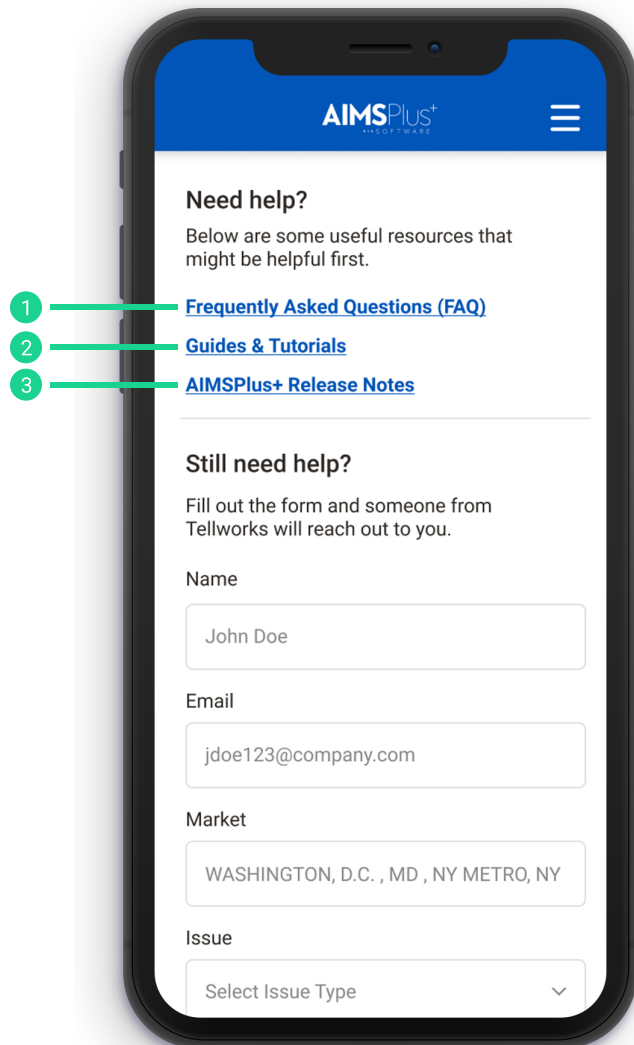 AIMSPlus+
SOFTWARE
Need help?
Below are some useful resources that
might be helpful first.
1
Frequently Asked Questions (FAQ)
2
Guides & Tutorials
3
AIMSPlus+ Release Notes
Still need help?
Fill out the form and someone from
Tellworks will reach out to you.
Name
John Doe
Email
jdoe123@company.com
Market
WASHINGTON, D.C. , MD , NY METRO, NY
Issue
Select Issue Type